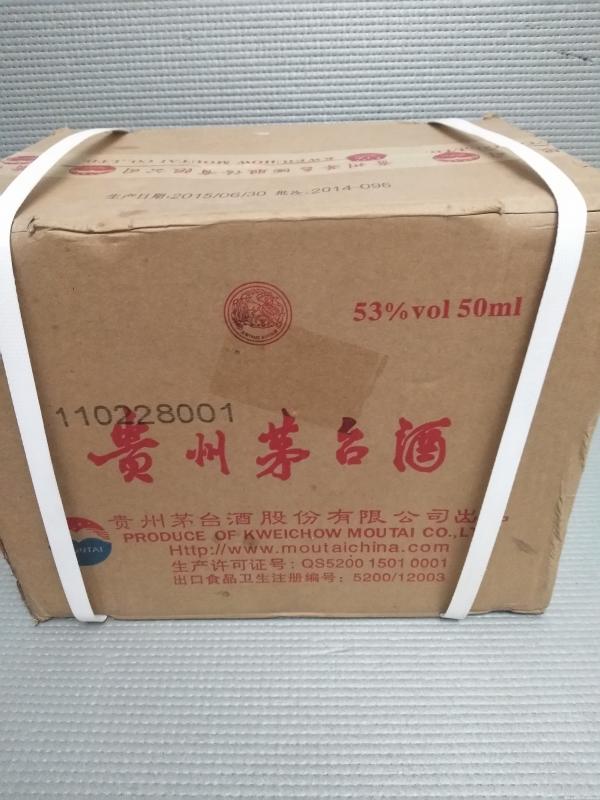 生产日期:2015/06/30 批次:2014-096
53%vol 50ml
110228001
贵州茅台酒
贵州茅台酒股份有限公司出
PRODUCE OF KWEICHOW MOUTAI CO.,
Http://www.moutaichina.com
生产许可证号: QS5200 1501 0001
出口食品卫生注册编号: 5200/12003